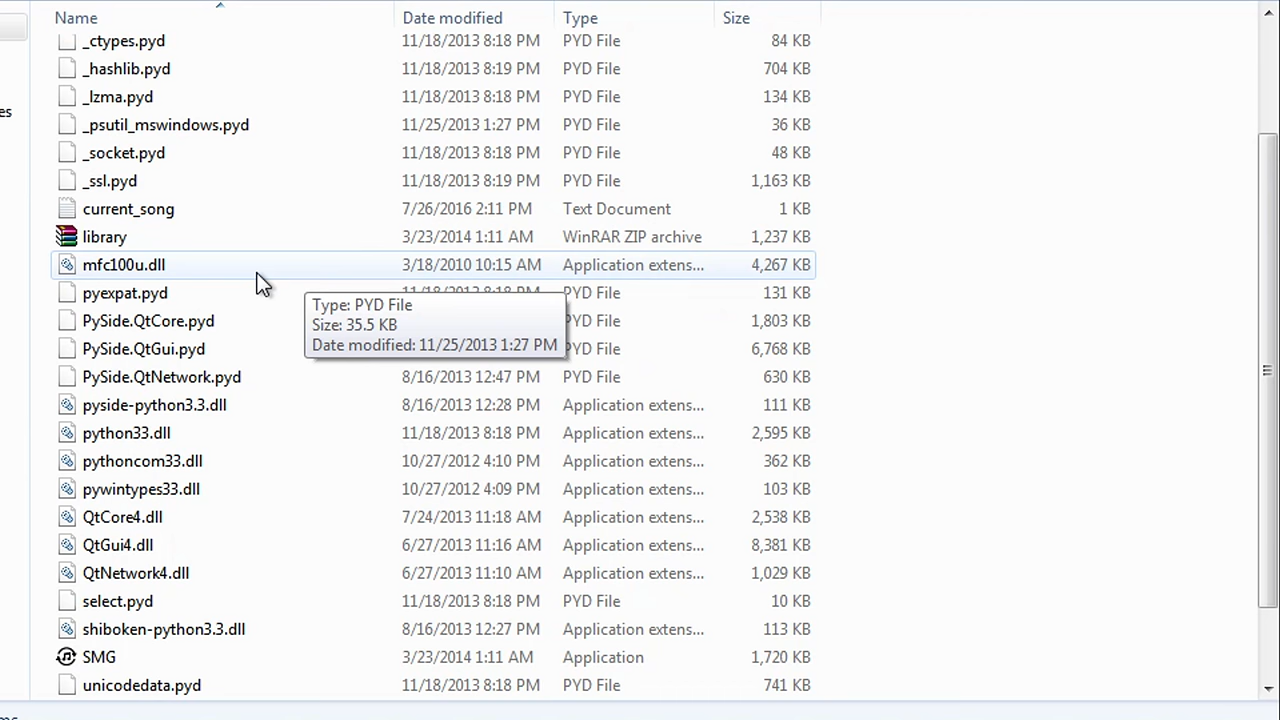 Name Date modified Type Size
_ctypes.pyd 11/18/2013 8:18 PM PYD File 84 KB
_hashlib.pyd 11/18/2013 8:19 PM PYD File 704 KB
_lzma.pyd 11/18/2013 8:18 PM PYD File 134 KB
es
_psutil_mswindows.pyd 11/25/2013 1:27 PM PYD File 36 KB
_socket.pyd 11/18/2013 8:18 PM PYD File 48 KB
_ssl.pyd 11/18/2013 8:19 PM PYD File 1,163 KB
current_song 7/26/2016 2:11 PM Text Document 1 KB
library 3/23/2014 1:11 AM WinRAR ZIP archive 1,237 KB
mfc100u.dll 3/18/2010 10:15 AM Application extens... 4,267 KB
pyexpat.pyd 11/18/2013 8:18 PM PYD File 131 KB
Type: PYD File
Size: 35.5 KB
Date modified: 11/25/2013 1:27 PM
PySide.QtCore.pyd PYD File 1,803 KB
PySide.QtGui.pyd PYD File 6,768 KB
PySide.QtNetwork.pyd 8/16/2013 12:47 PM PYD File 630 KB
pyside-python3.3.dll 8/16/2013 12:28 PM Application extens... 111 KB
python33.dll 11/18/2013 8:18 PM Application extens... 2,595 KB
pythoncom33.dll 10/27/2012 4:10 PM Application extens... 362 KB
pywintypes33.dll 10/27/2012 4:09 PM Application extens... 103 KB
QtCore4.dll 7/24/2013 11:18 AM Application extens... 2,538 KB
QtGui4.dll 6/27/2013 11:16 AM Application extens... 8,381 KB
QtNetwork4.dll 6/27/2013 11:10 AM Application extens... 1,029 KB
select.pyd 11/18/2013 8:18 PM PYD File 10 KB
shiboken-python3.3.dll 8/16/2013 12:27 PM Application extens... 113 KB
SMG 3/23/2014 1:11 AM Application 1,720 KB
unicodedata.pyd 11/18/2013 8:18 PM PYD File 741 KB